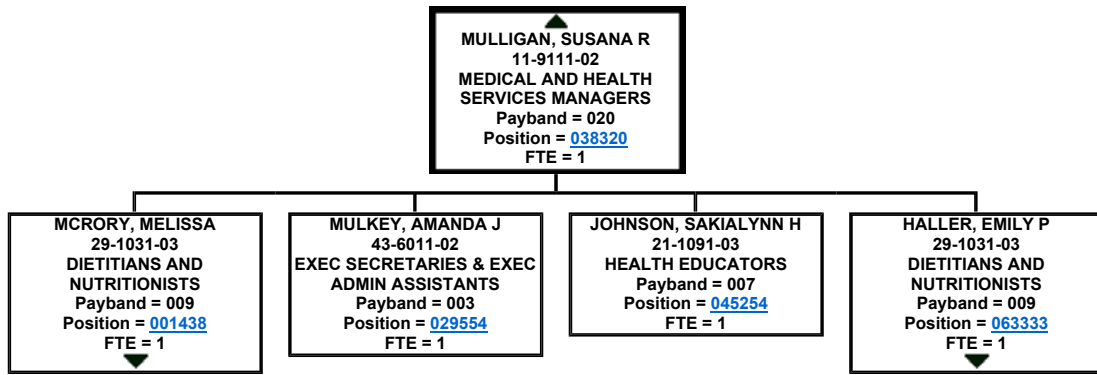 MULLIGAN, SUSANA R
11-9111-02
MEDICAL AND HEALTH
SERVICES MANAGERS
Payband = 020
Position = 038320
FTE = 1
MCRORY, MELISSA
29-1031-03
DIETITIANS AND
NUTRITIONISTS
Payband = 009
Position = 001438
FTE = 1
MULKEY, AMANDA J
43-6011-02
EXEC SECRETARIES & EXEC
ADMIN ASSISTANTS
Payband = 003
Position = 029554
FTE = 1
JOHNSON, SAKIALYNN H
21-1091-03
HEALTH EDUCATORS
Payband = 007
Position = 045254
FTE = 1
HALLER, EMILY P
29-1031-03
DIETITIANS AND
NUTRITIONISTS
Payband = 009
Position = 063333
FTE = 1